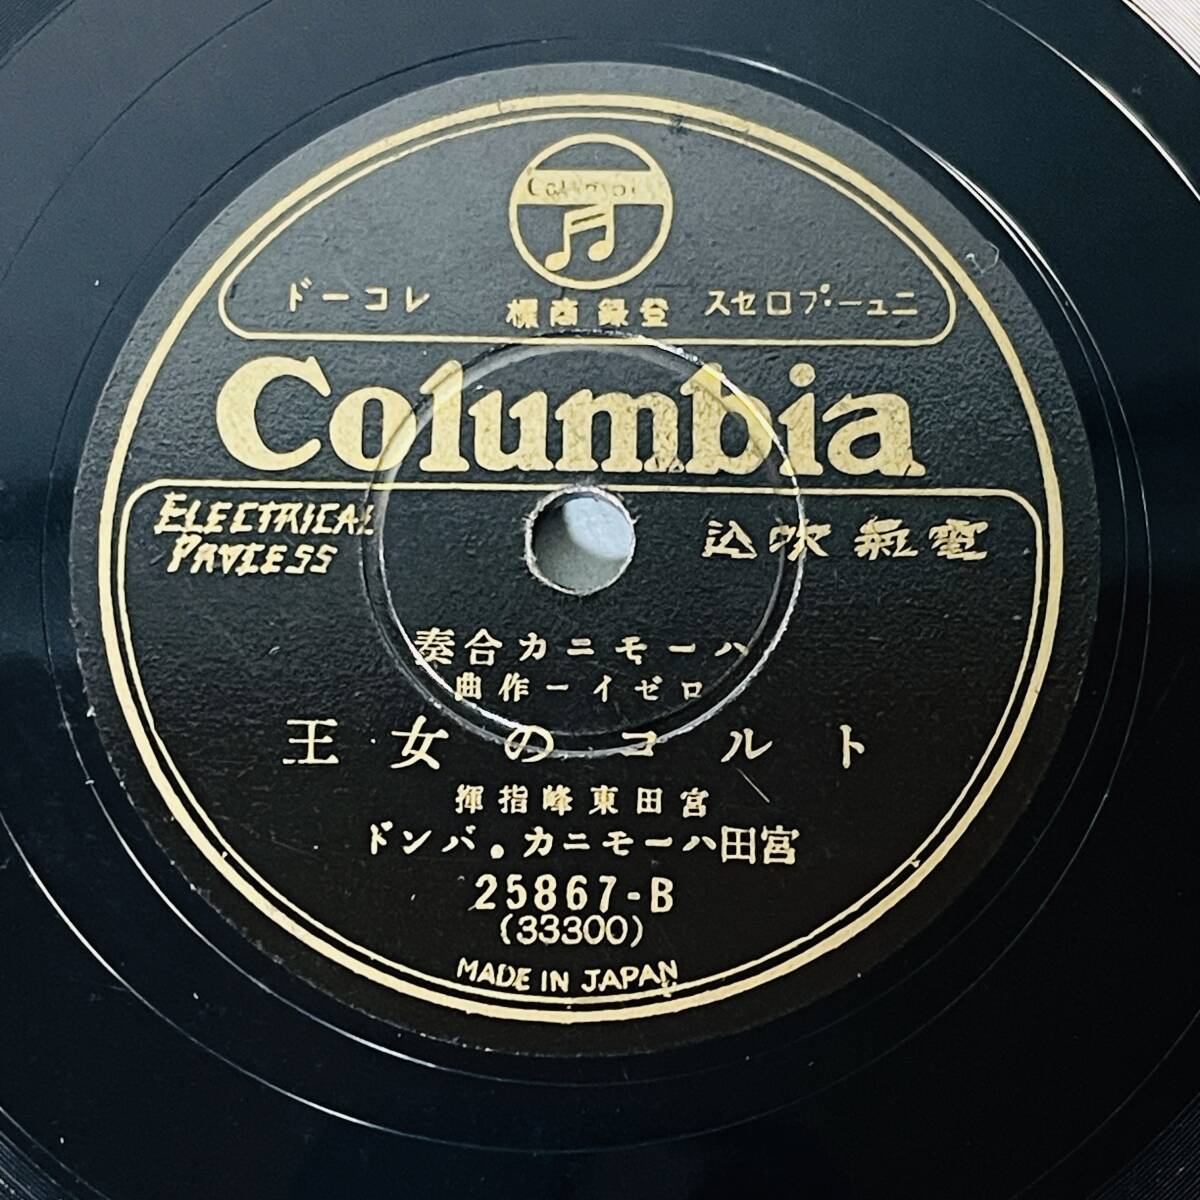 Columbia
ニュー・プロセス 登録商標 レコード
Columbia
ELECTRICAL
PROCESS
電氣吹込
ハーモニカ合奏
ロゼイー作曲
トルコの女王
宮田東峰指揮
宮田ハーモニカ・バンド
25867-B
(33300)
MADE IN JAPAN